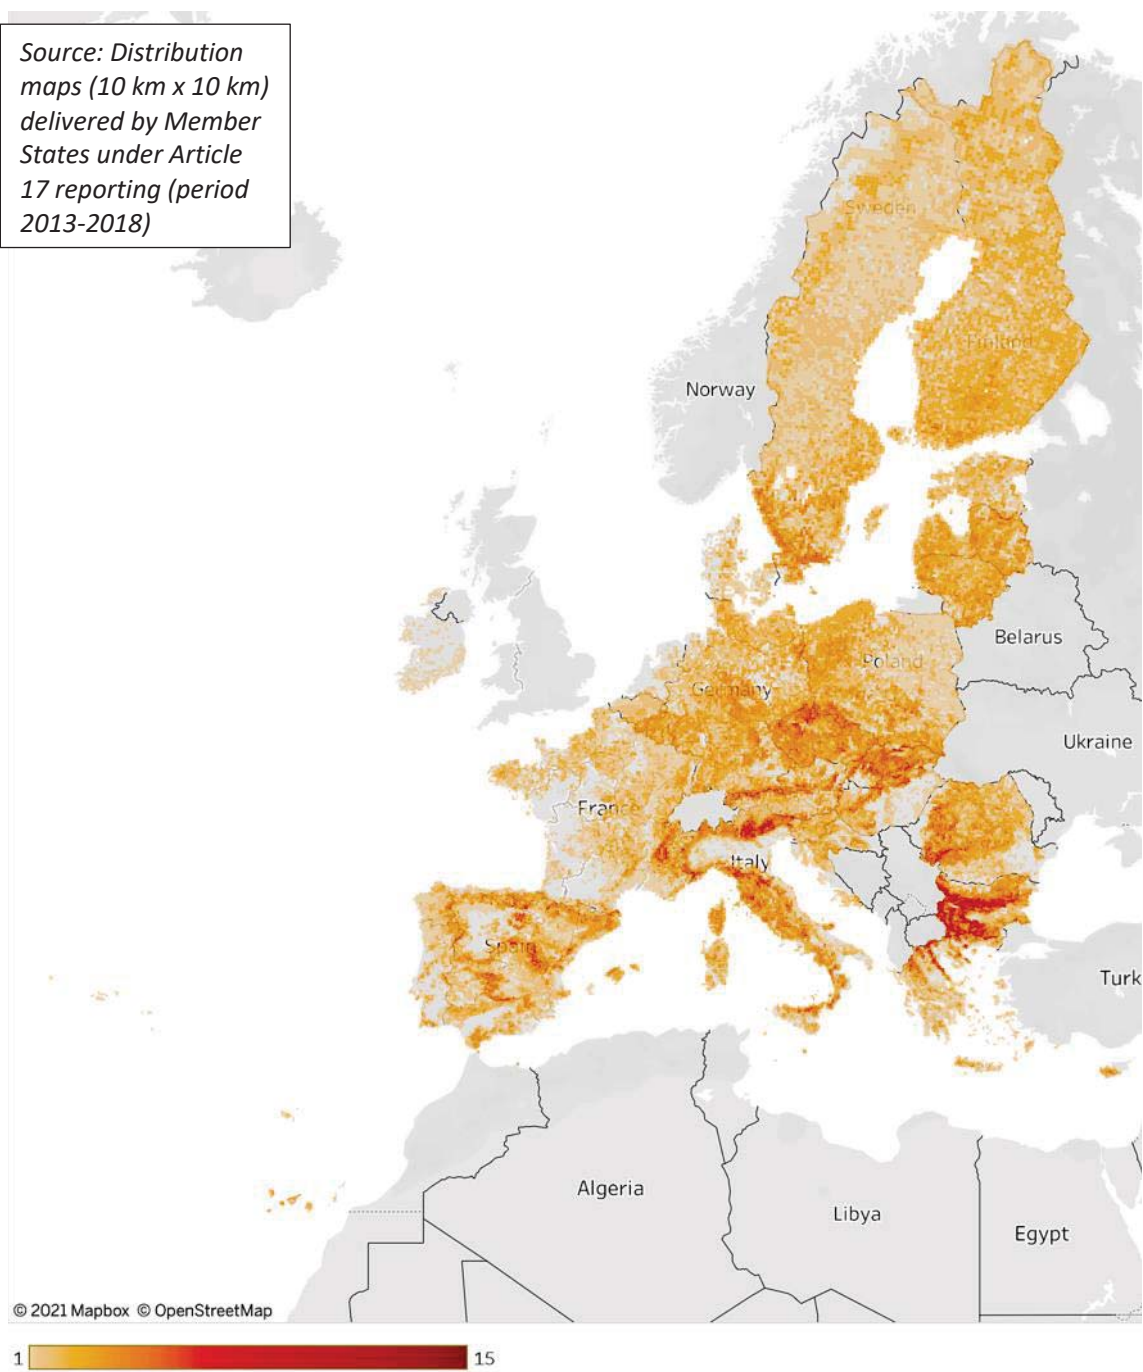 Source: Distribution
maps (10 km x 10 km)
delivered by Member
States under Article
17 reporting (period
2013-2018)
Sweden
Finland
Norway
Belarus
Poland
Germany
Ukraine
France
Italy
Spain
Turk
Algeria
Libya
Egypt
© 2021 Mapbox © OpenStreetMap
1 15